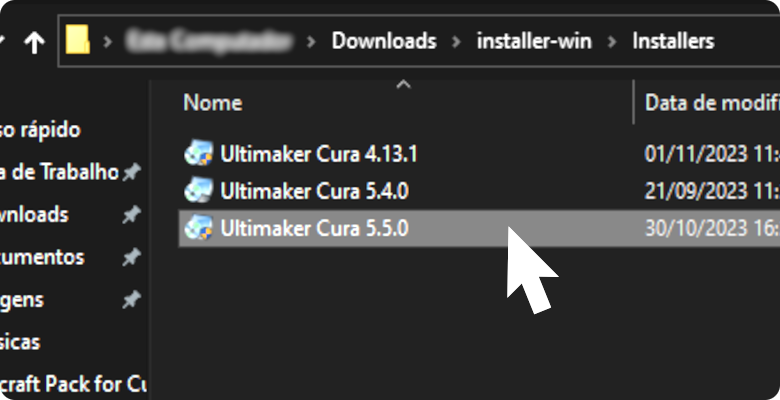 Downloads > installer-win > Installers
Nome Data de modifi
so rápido
Ultimaker Cura 4.13.1 01/11/2023 11:
a de Trabalho
Ultimaker Cura 5.4.0 21/09/2023 11:
wnloads
Ultimaker Cura 5.5.0 30/10/2023 16:
cumentos
gens
sicas
craft Pack for Cu